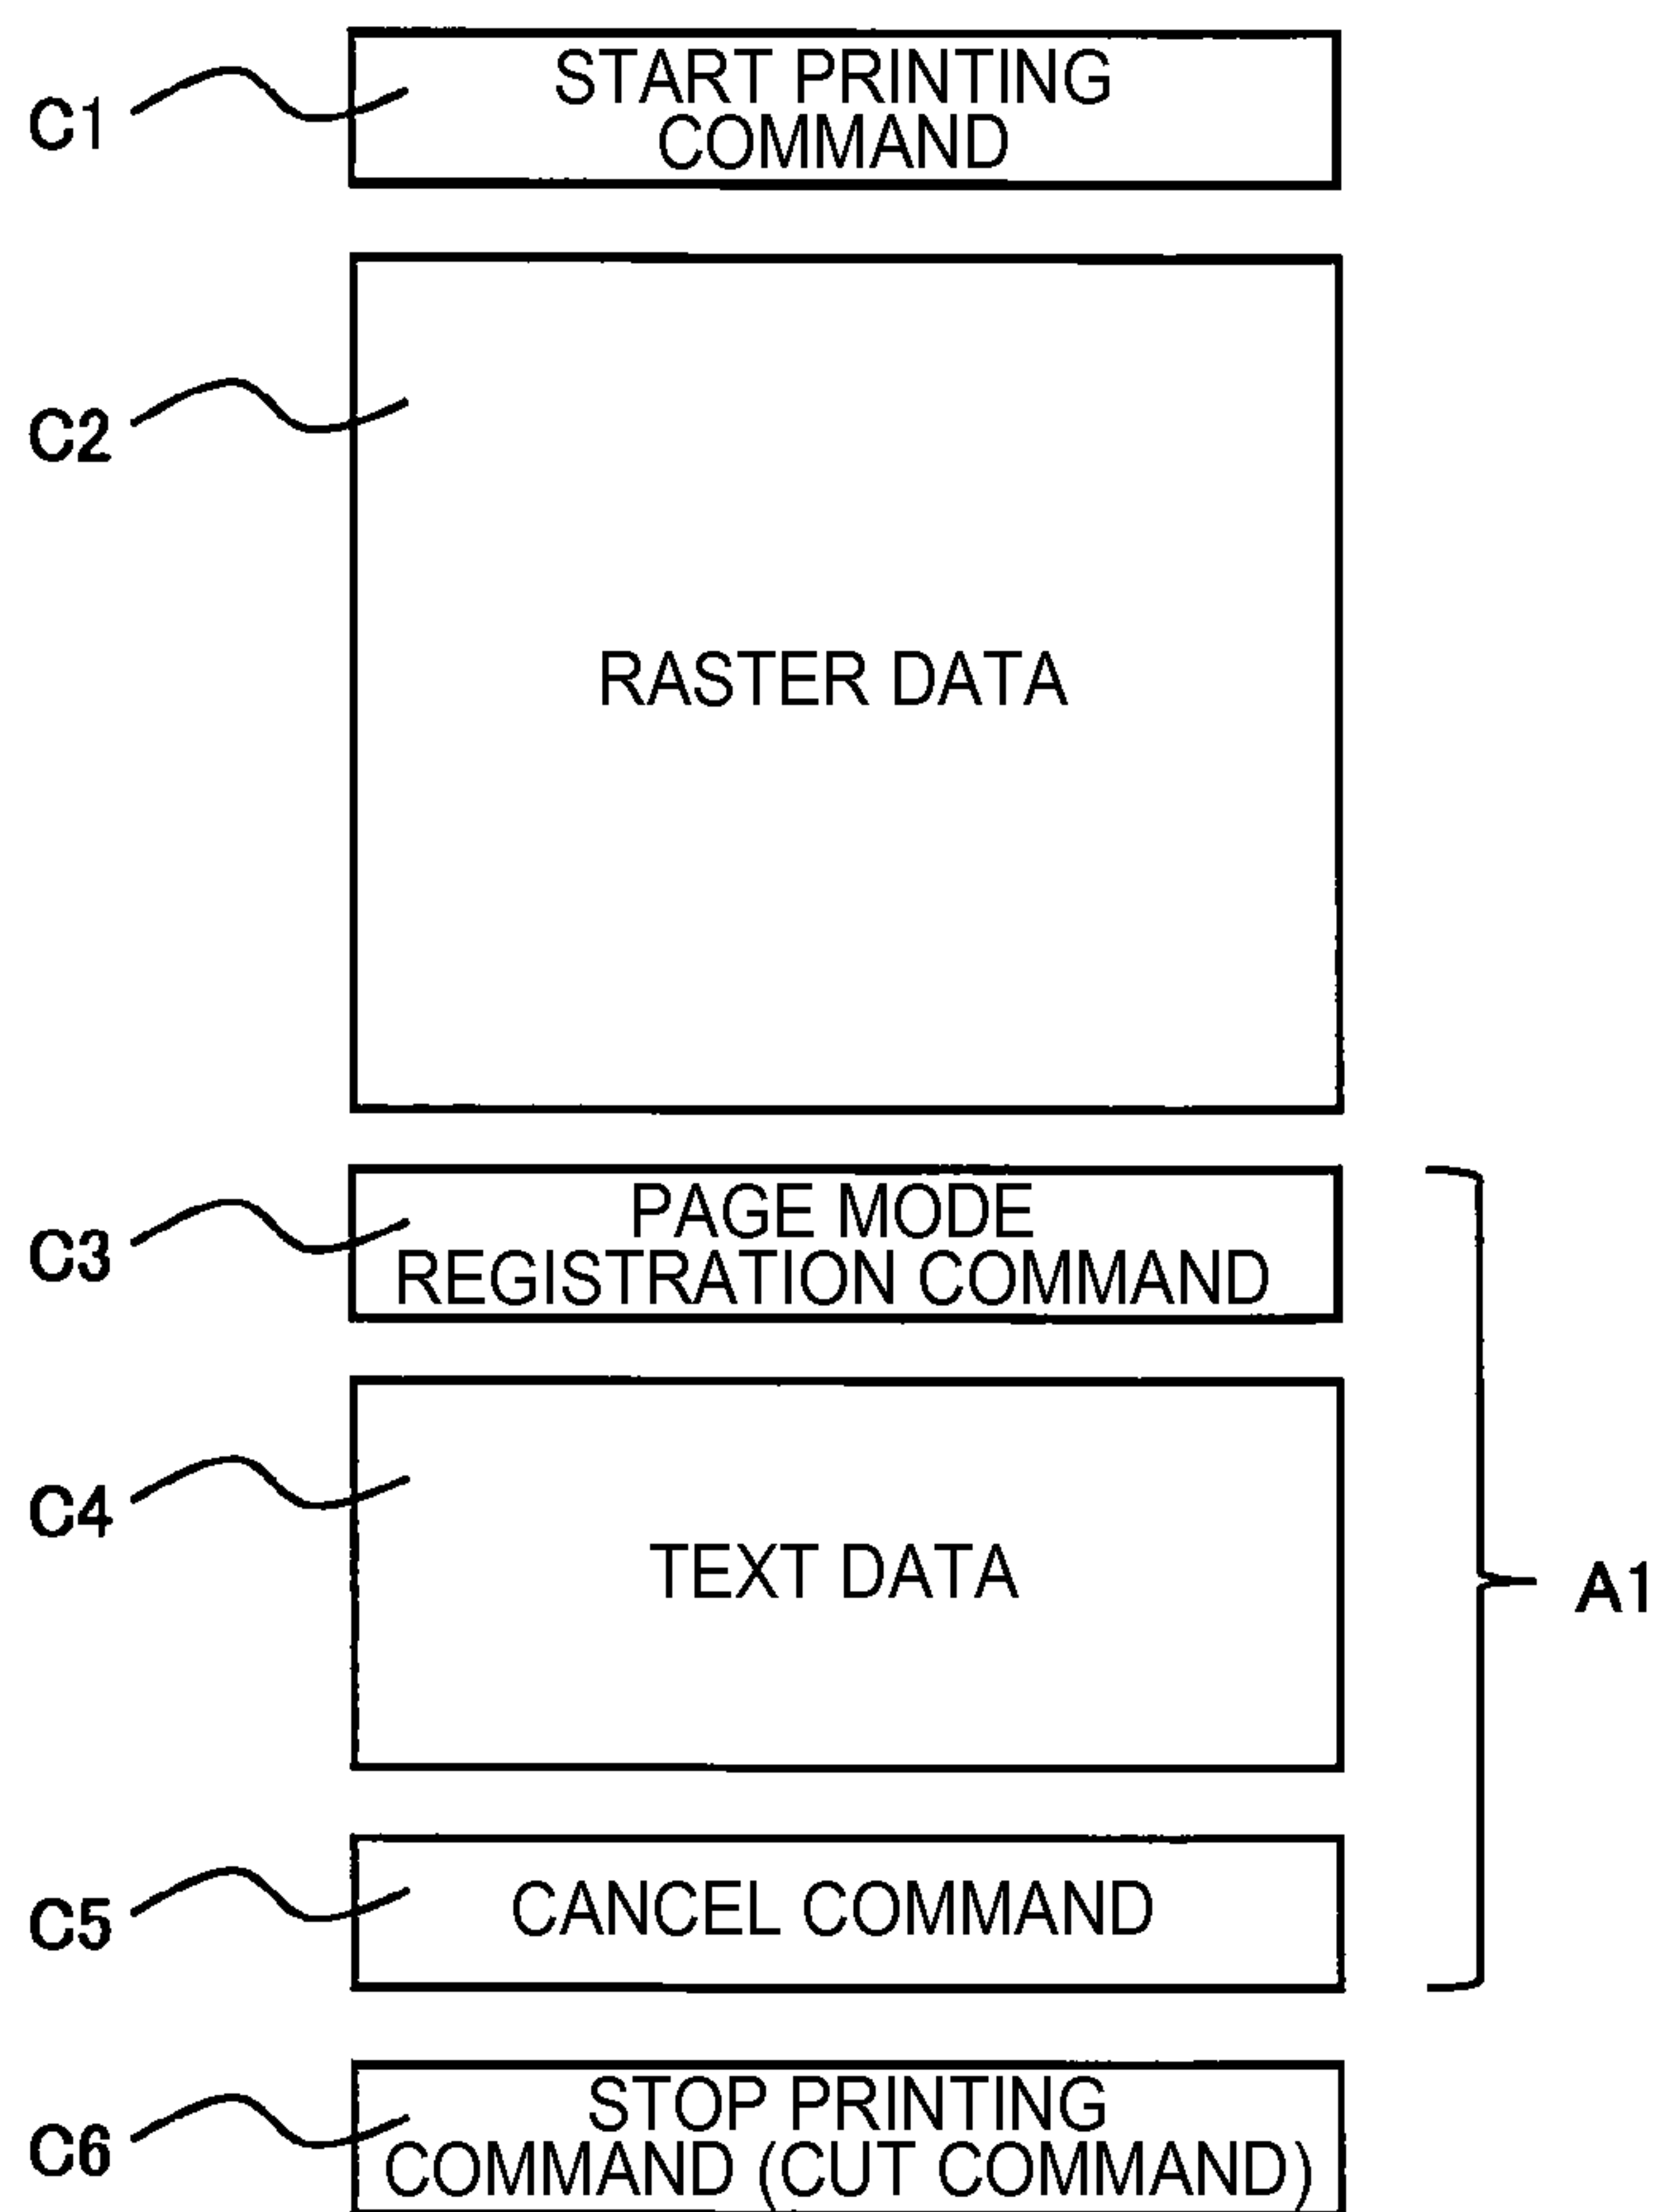 C1
START PRINTING
COMMAND
C2
RASTER DATA
C3
PAGE MODE
REGISTRATION COMMAND
C4
TEXT DATA
A1
C5
CANCEL COMMAND
C6
STOP PRINTING
COMMAND (CUT COMMAND)